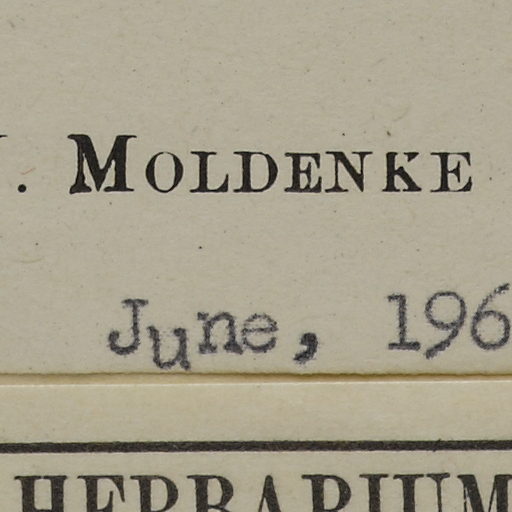 . MOLDENKE
June, 196
HERBARIUM